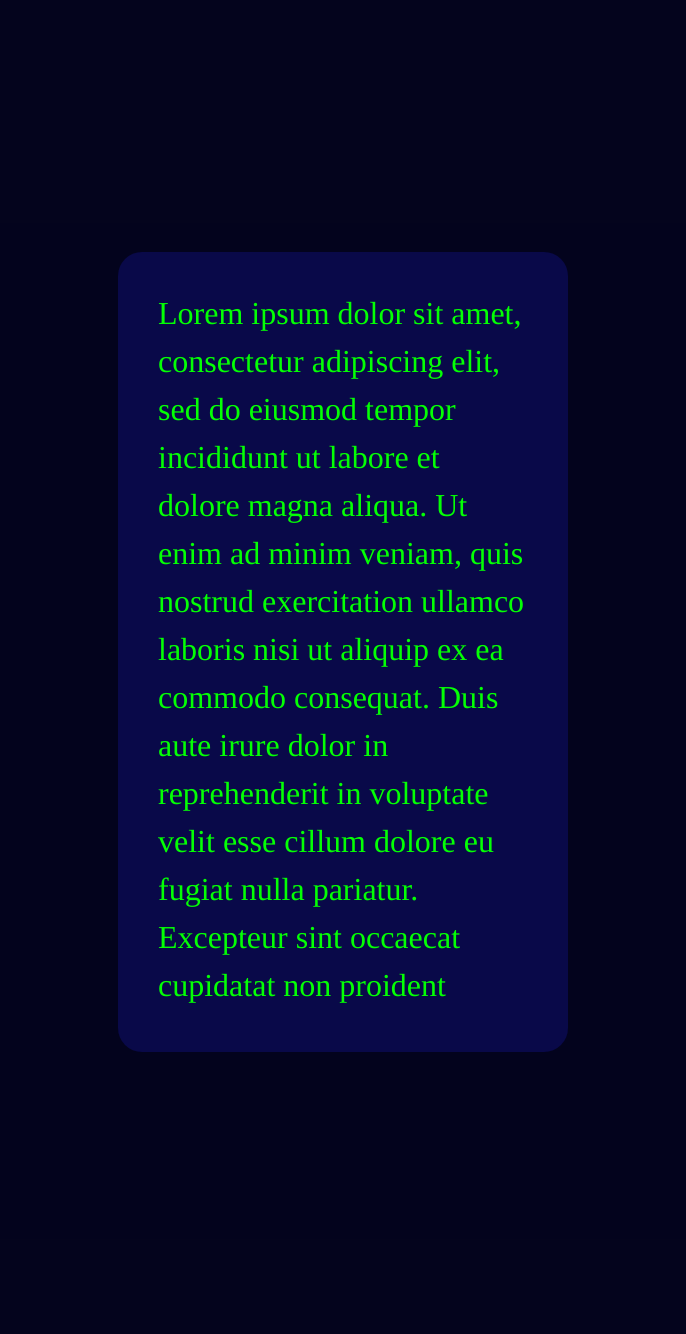 Lorem ipsum dolor sit amet,
consectetur adipiscing elit,
sed do eiusmod tempor
incididunt ut labore et
dolore magna aliqua. Ut
enim ad minim veniam, quis
nostrud exercitation ullamco
laboris nisi ut aliquip ex ea
commodo consequat. Duis
aute irure dolor in
reprehenderit in voluptate
velit esse cillum dolore eu
fugiat nulla pariatur.
Excepteur sint occaecat
cupidatat non proident